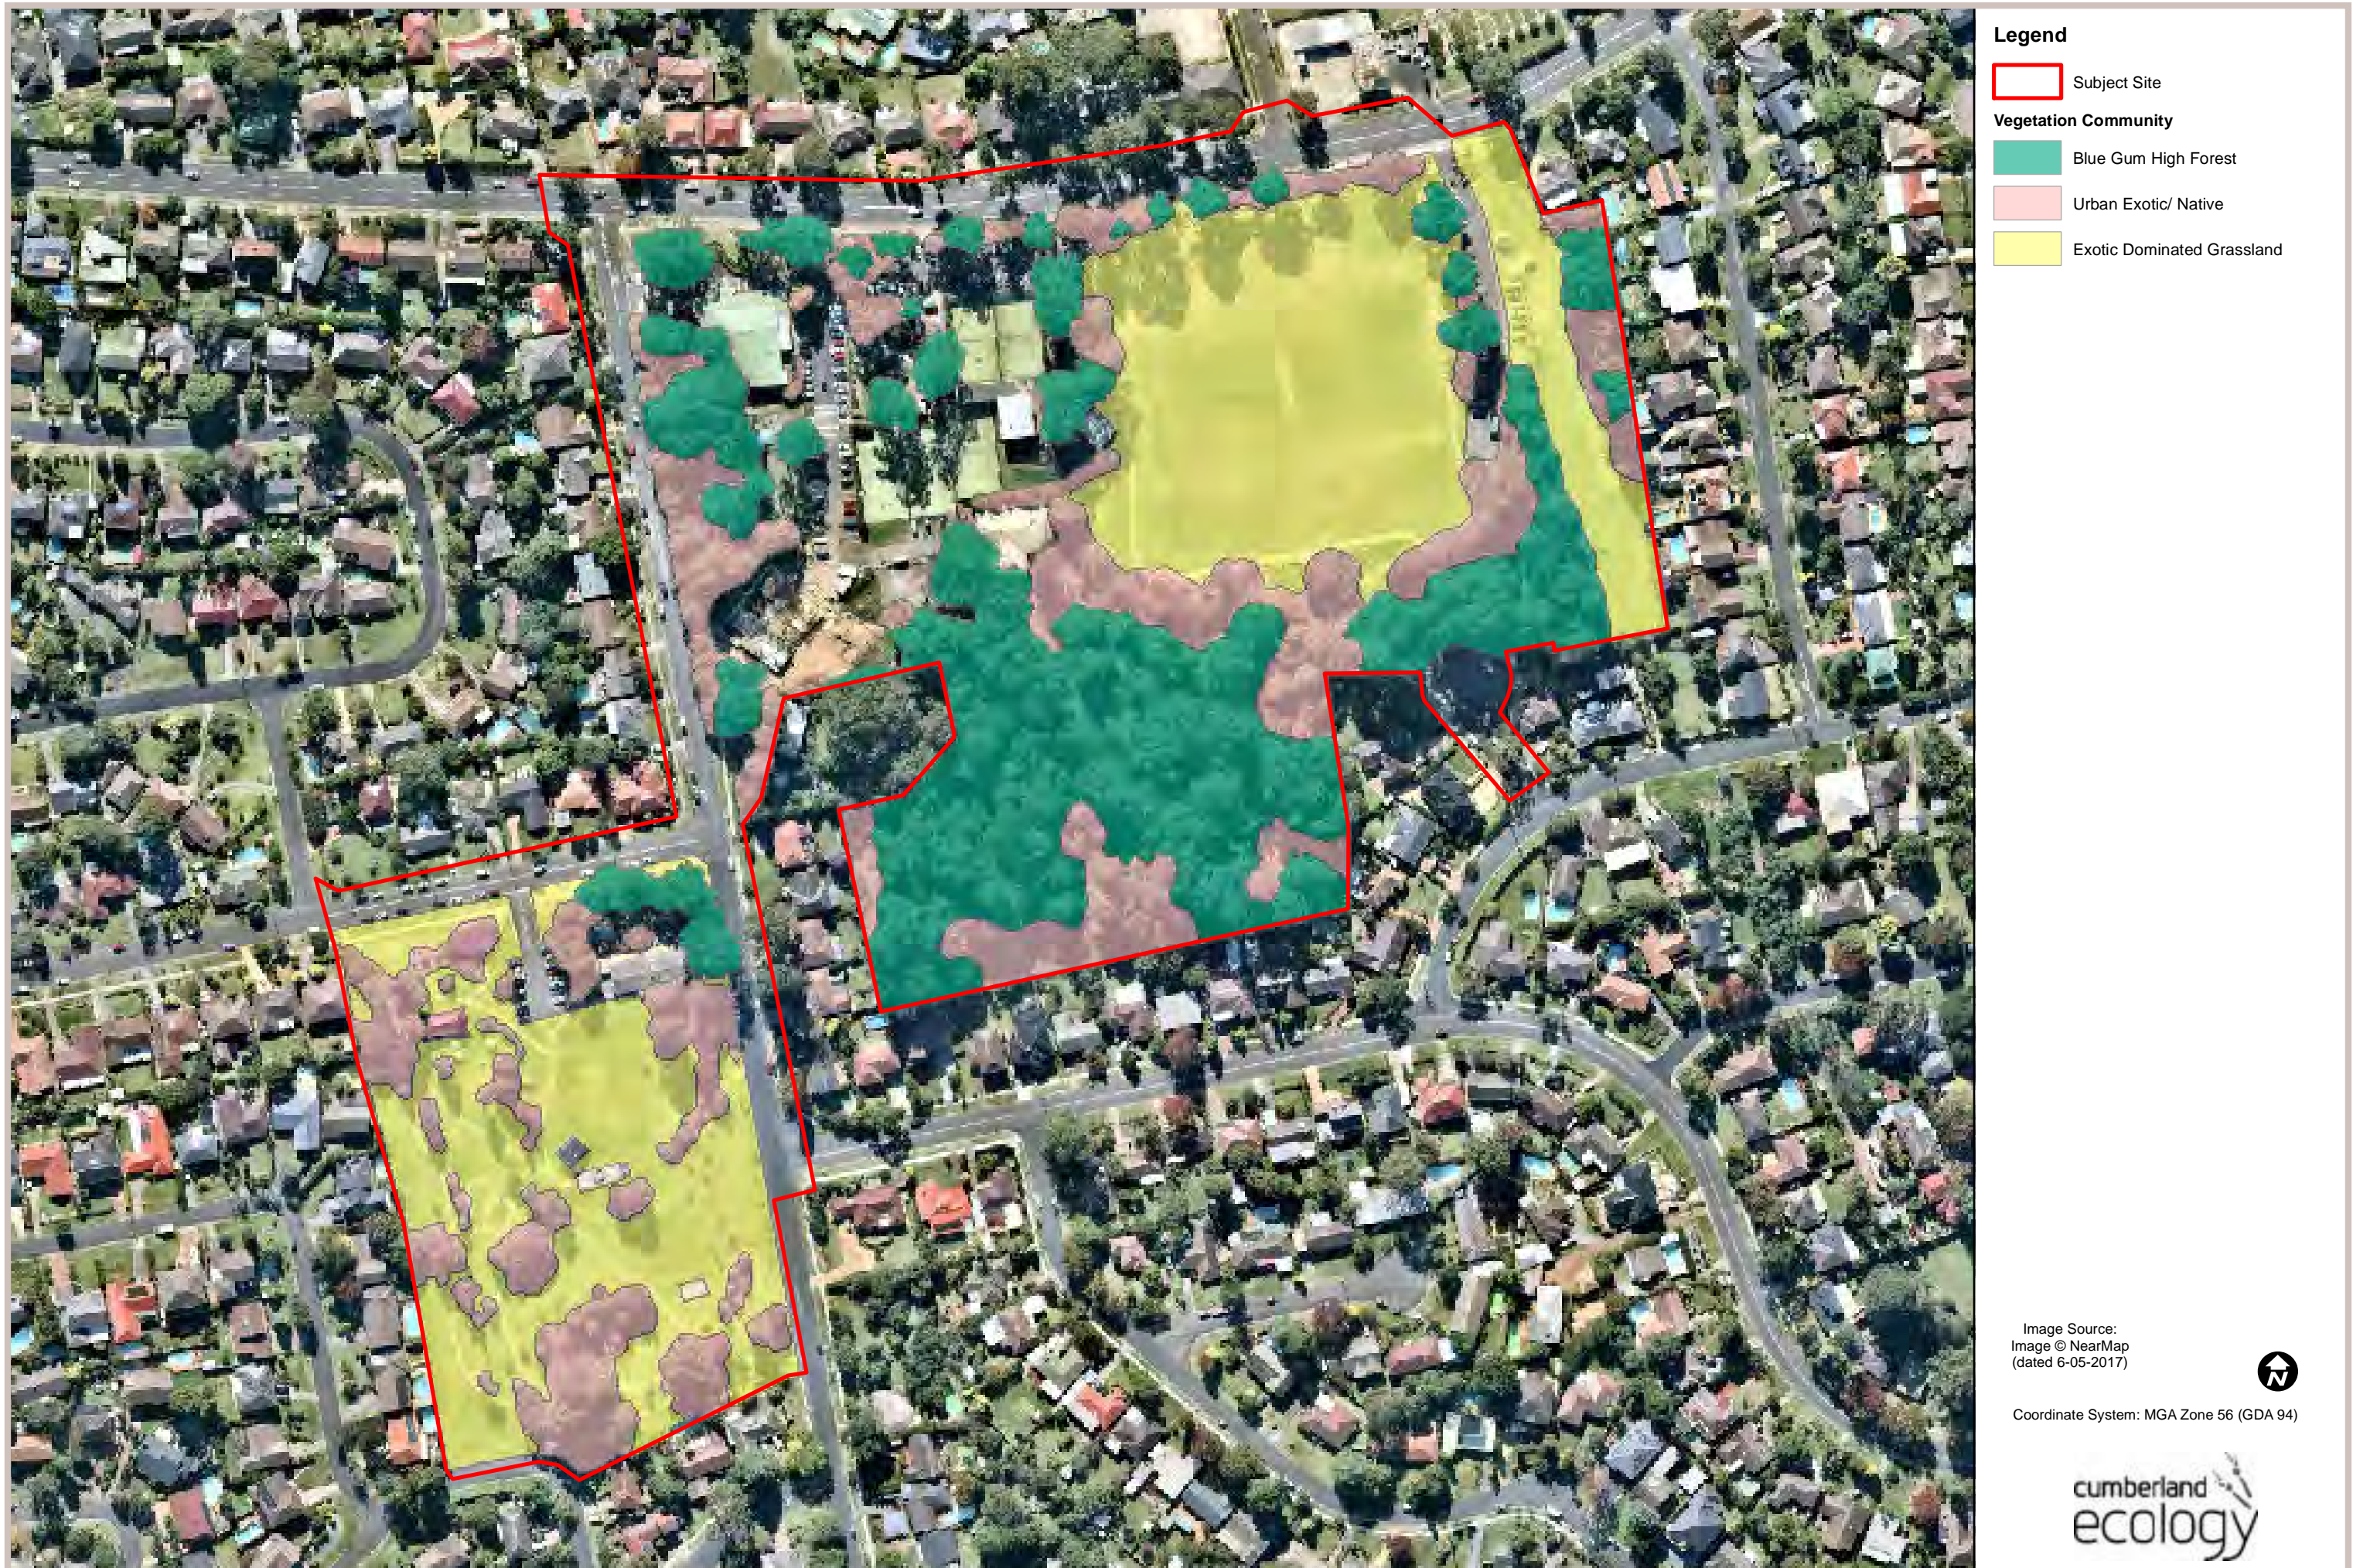 Legend
Subject Site
Vegetation Community
Blue Gum High Forest
Urban Exotic/ Native
Exotic Dominated Grassland
Image Source:
Image © NearMap
(dated 6-05-2017)
N
Coordinate System: MGA Zone 56 (GDA 94)
cumberland
ecology